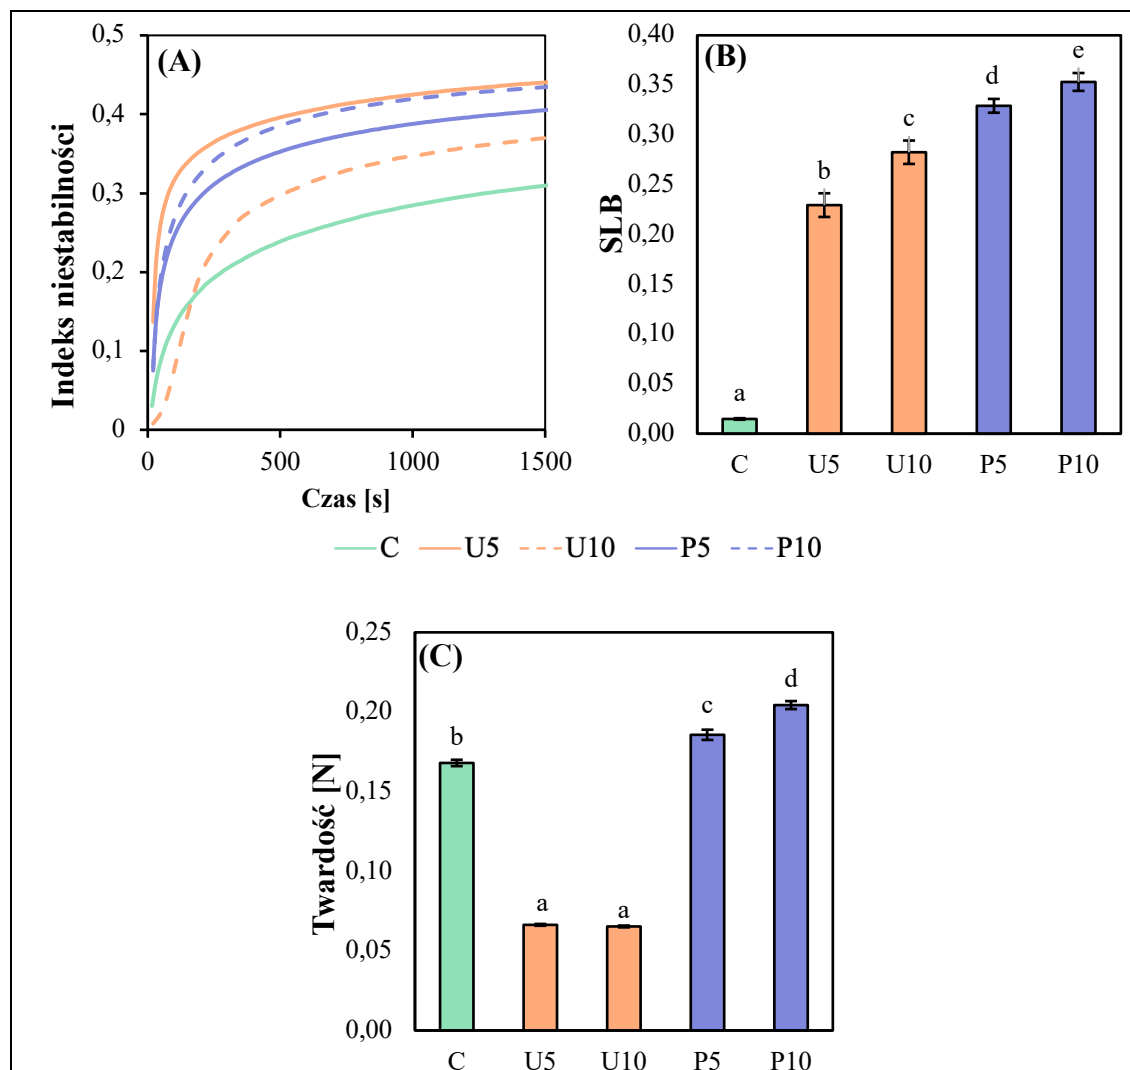 (A)
0,5
0,4
0,3
0,2
0,1
0
Indeks niestabilności
0 500 1000 1500
Czas [s]
(B)
0,40
0,35
0,30
0,25
0,20
0,15
0,10
0,05
0,00
SLB
a b c d e
C U5 U10 P5 P10
C U5 U10 P5 P10
(C)
0,25
0,20
0,15
0,10
0,05
0,00
Twardość [N]
b a a c d
C U5 U10 P5 P10